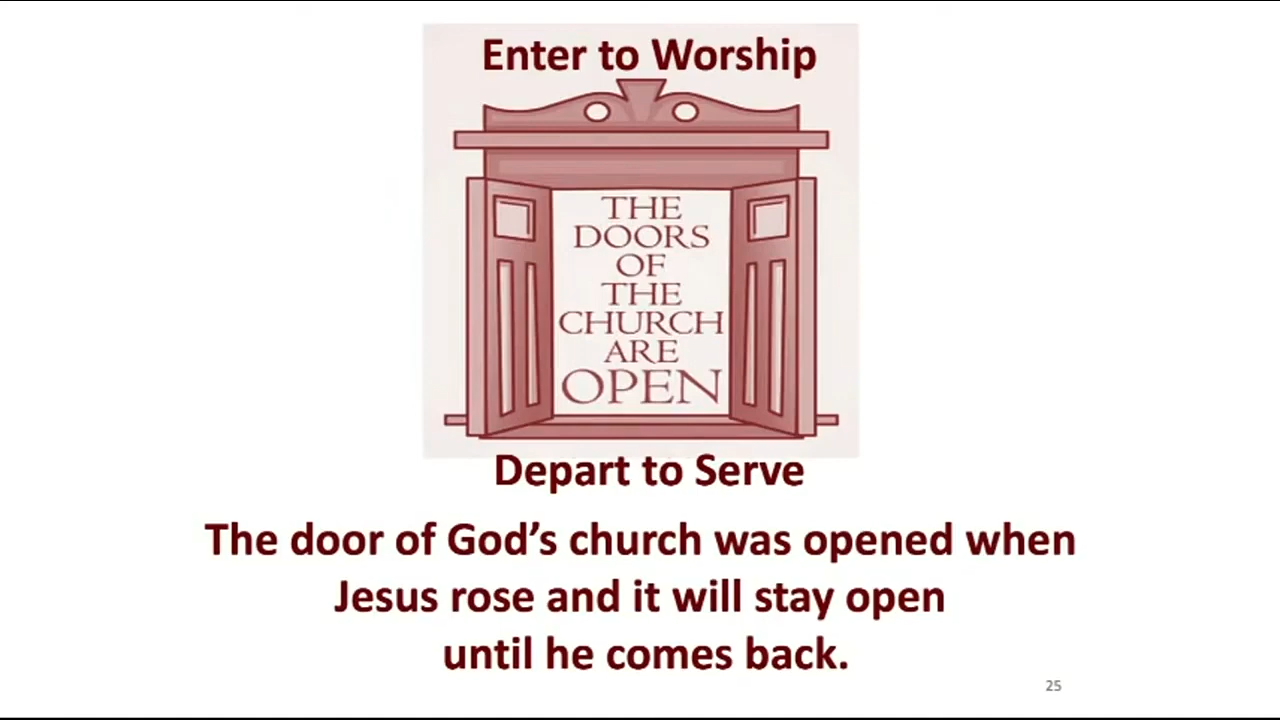 Enter to Worship
THE
DOORS
OF
THE
CHURCH
ARE
OPEN
Depart to Serve
The door of God’s church was opened when
Jesus rose and it will stay open
until he comes back.
25